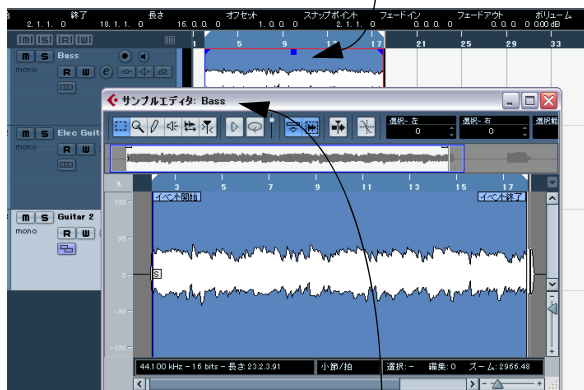 終了 長さ オフセット スナップポイント フェードイン フェードアウト ボリューム
2. 1. 1. 0 18. 1. 1. 0 16. 0. 0. 0 0. 0. 0. 0 2. 1. 1. 0 0. 0. 0. 0 0. 0. 0. 0 0.00 dB
[M] [S] [R] [W] 1 5 9 13 17 21 25 29 33
M S Bass
mono R W e
サンプルエディタ: Bass
選択- 左 選択- 右
0 0
M S Elec Guit
mono R W
% 3 5 7 9 11 13 15 17
イベント開始 イベント終了
100
M S Guitar 2
mono R W
50
0
S
-50
-100
44.100 kHz - 16 bits - 長さ: 23.2.3.91 小節/拍 選択: - 編集: 0 ズーム: 2966.48